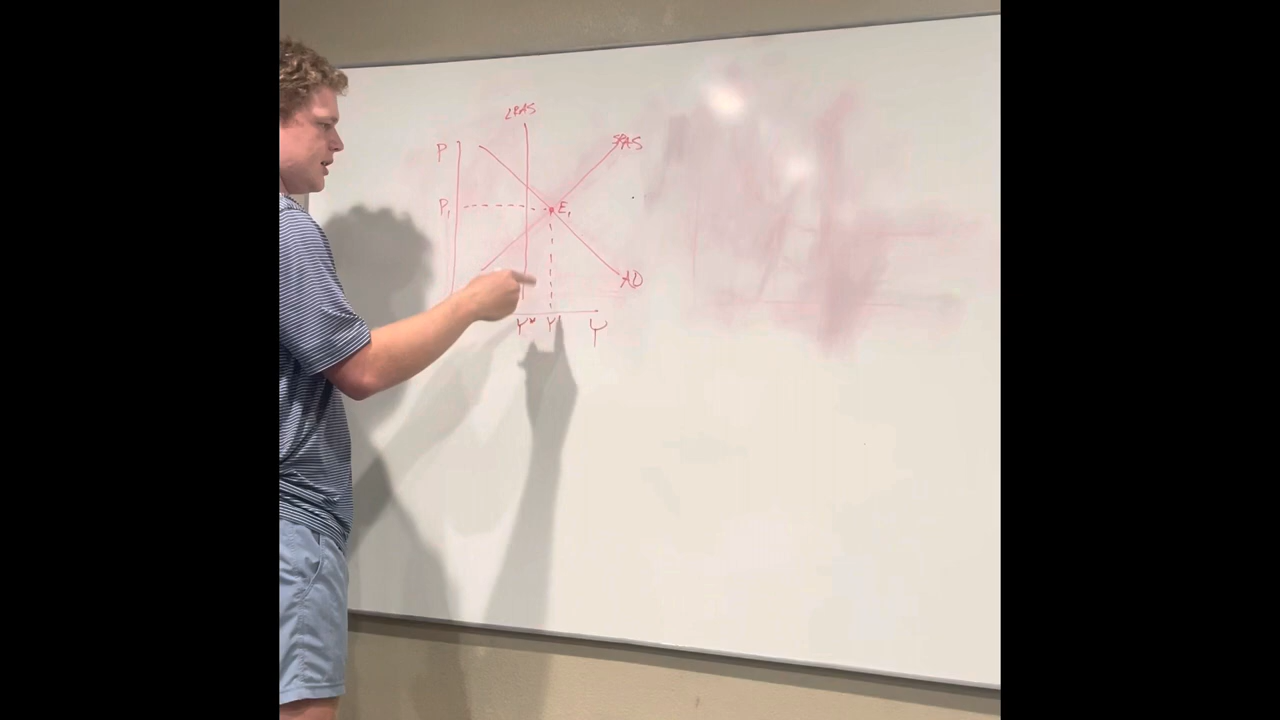 LRAS
P
SRAS
P₁
E₁
AD
Y* Y₁ Y